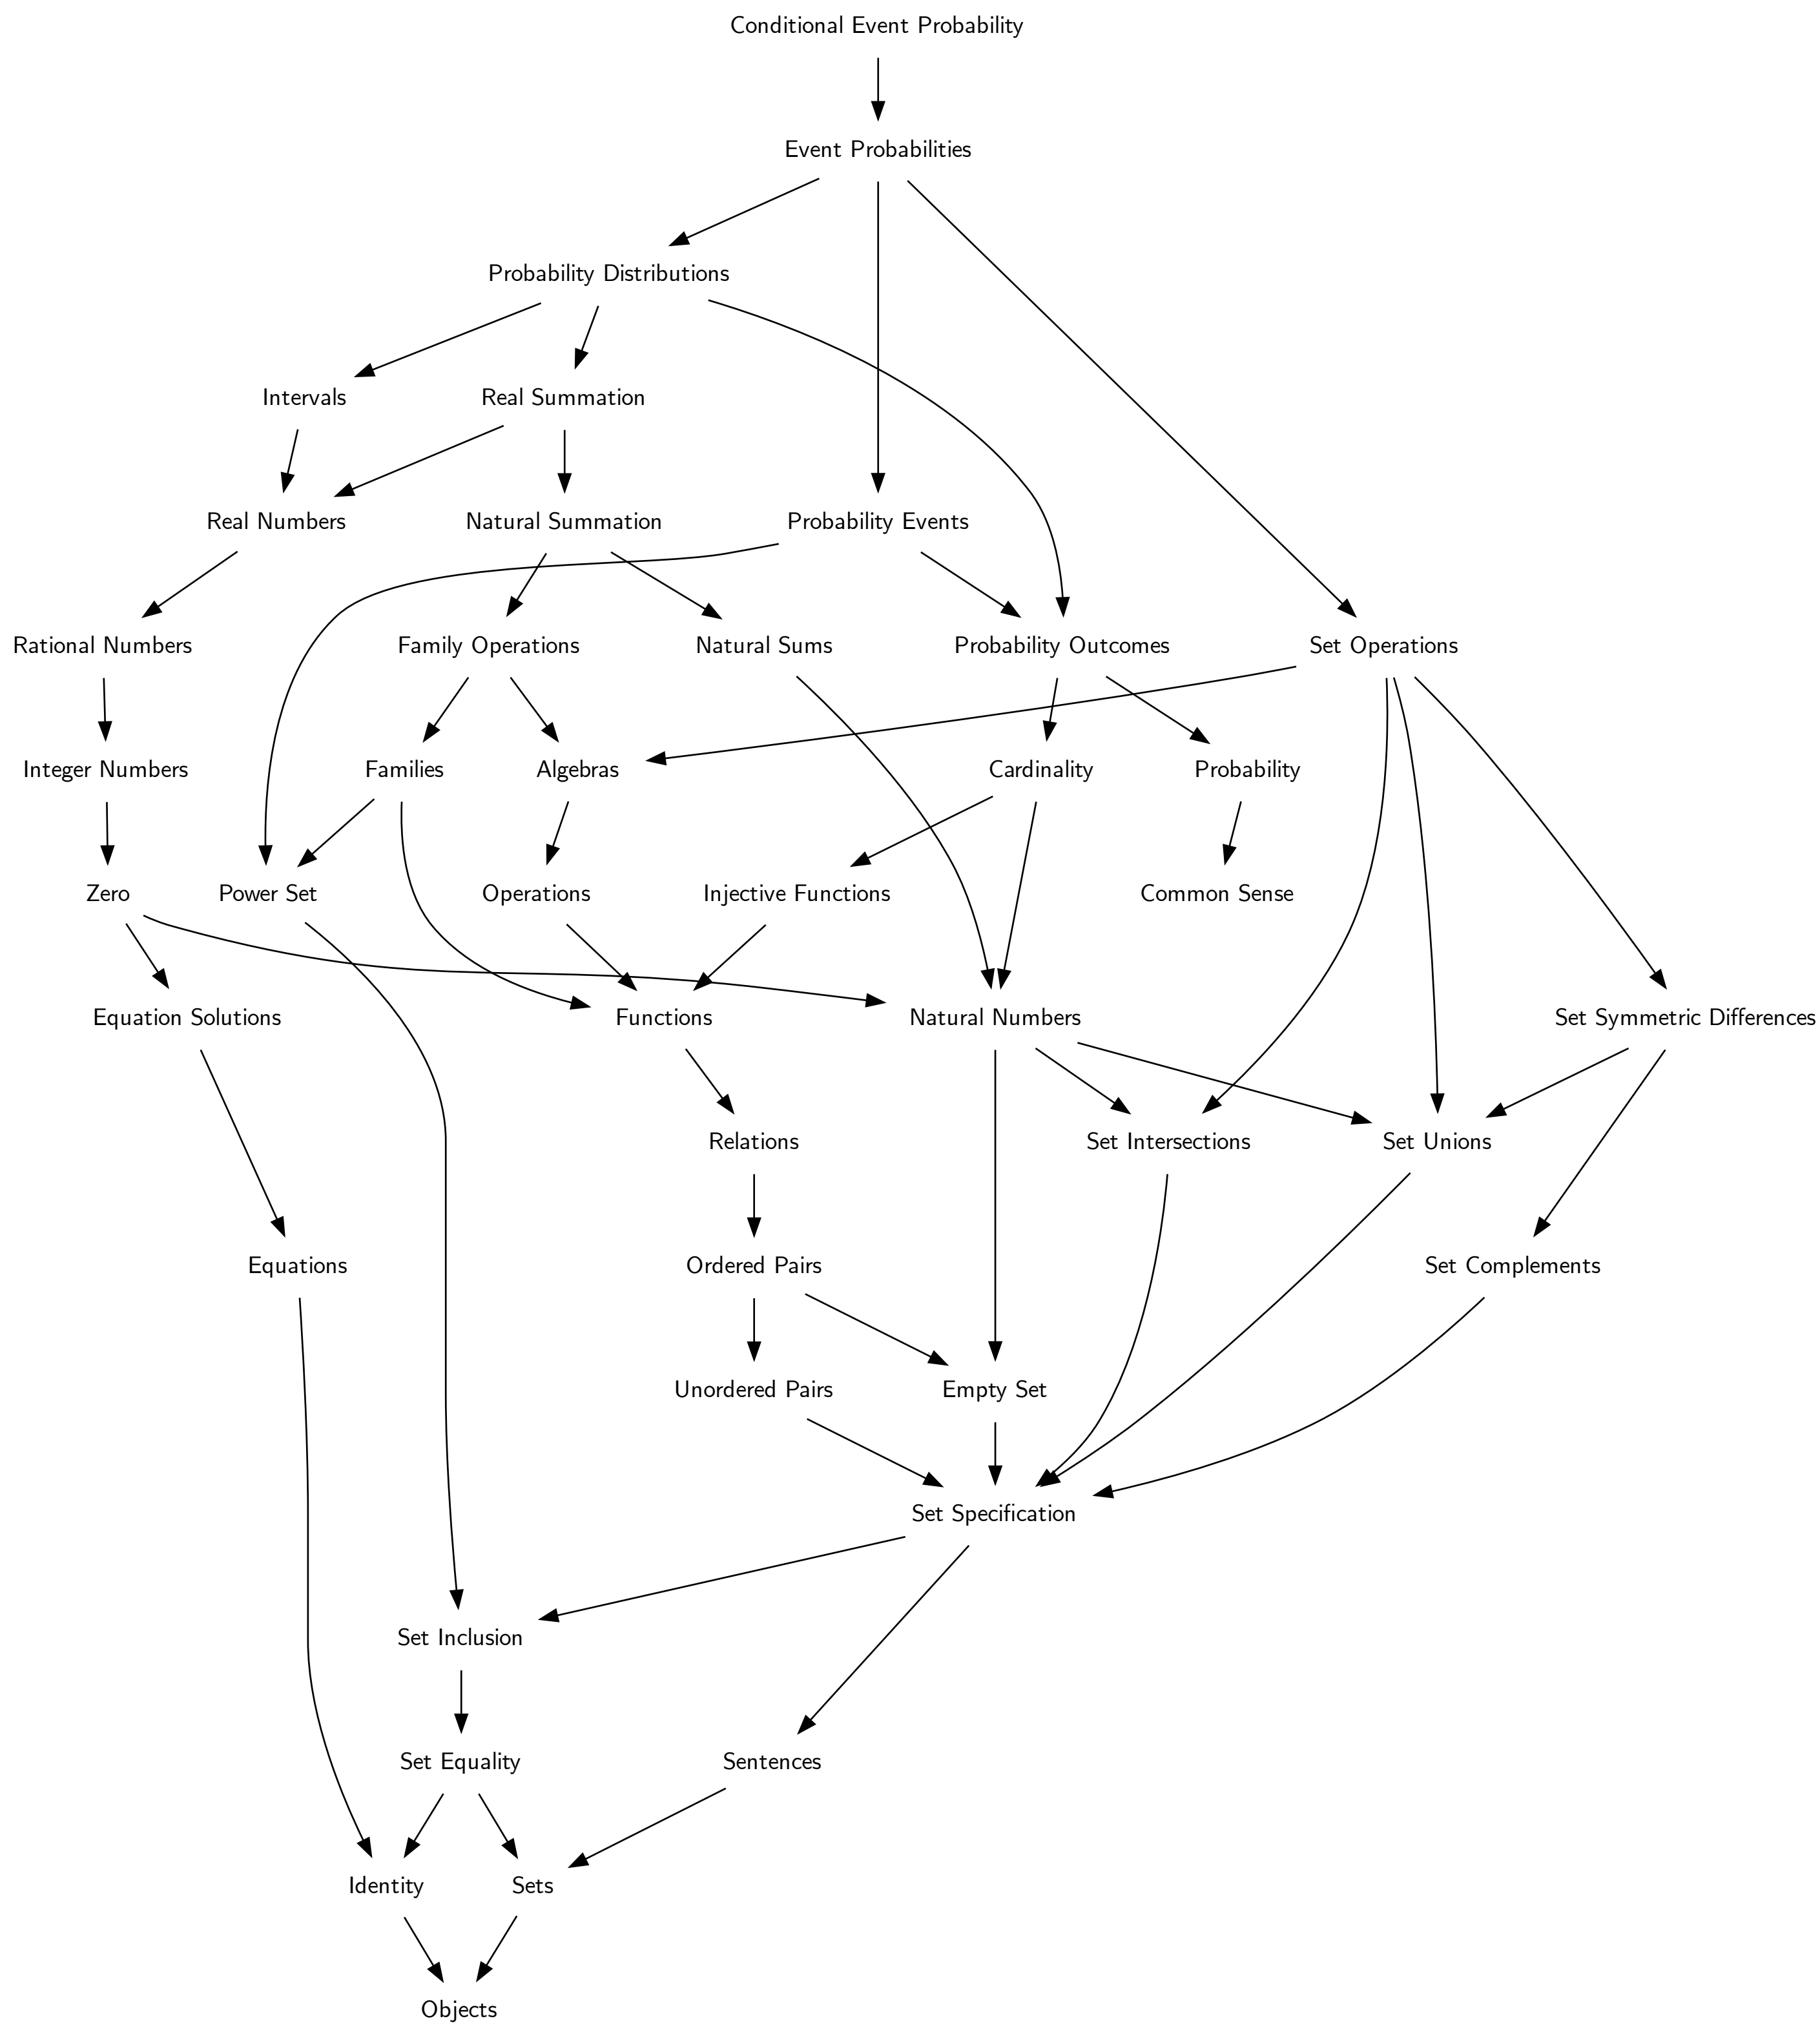 Conditional Event Probability
Event Probabilities
Probability Distributions
Intervals
Real Summation
Real Numbers
Natural Summation
Probability Events
Rational Numbers
Family Operations
Natural Sums
Probability Outcomes
Set Operations
Integer Numbers
Families
Algebras
Cardinality
Probability
Zero
Power Set
Operations
Injective Functions
Common Sense
Equation Solutions
Functions
Natural Numbers
Set Symmetric Differences
Relations
Set Intersections
Set Unions
Equations
Ordered Pairs
Set Complements
Unordered Pairs
Empty Set
Set Specification
Set Inclusion
Set Equality
Sentences
Identity
Sets
Objects